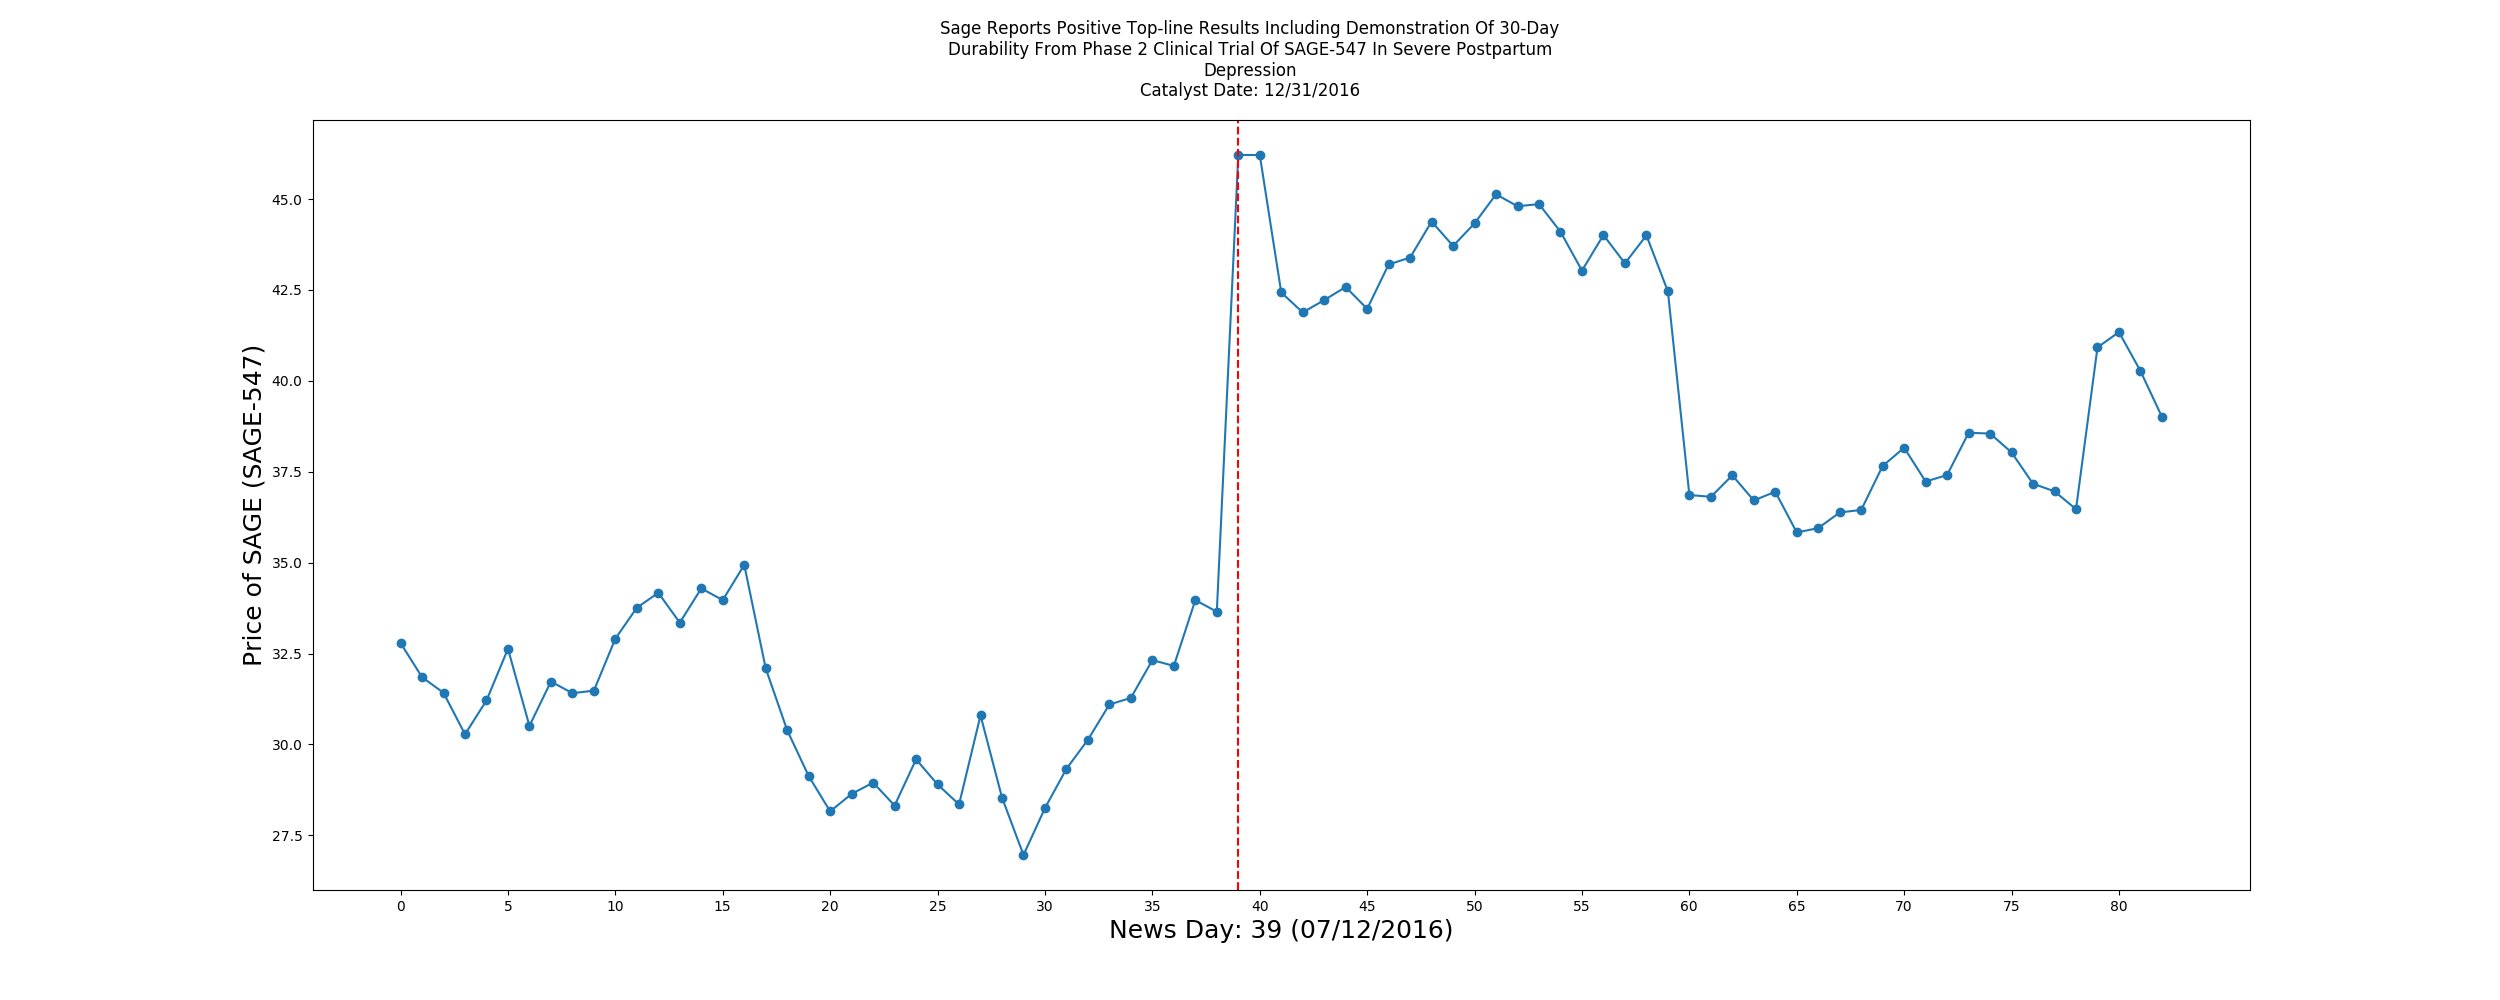 Sage Reports Positive Top-line Results Including Demonstration Of 30-Day
Durability From Phase 2 Clinical Trial Of SAGE-547 In Severe Postpartum
Depression
Catalyst Date: 12/31/2016
Price of SAGE (SAGE-547)
45.0
42.5
40.0
37.5
35.0
32.5
30.0
27.5
0 5 10 15 20 25 30 35 40 45 50 55 60 65 70 75 80
News Day: 39 (07/12/2016)